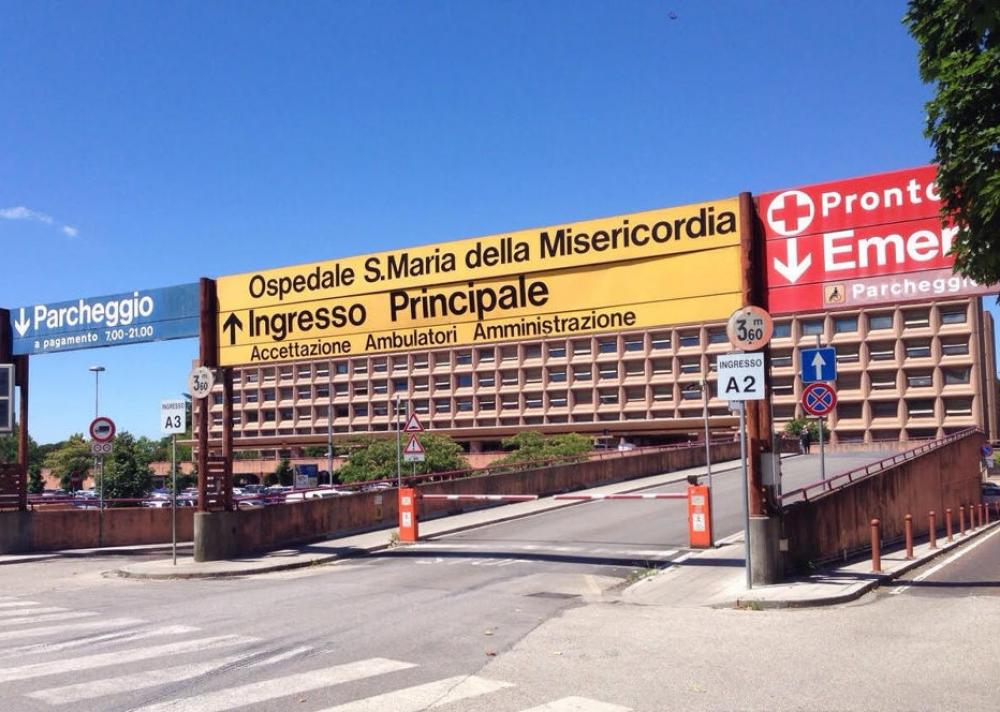 Parcheggio
a pagamento 7.00-21.00
Ospedale S.Maria della Misericordia
Ingresso Principale
Accettazione Ambulatori Amministrazione
Pronto
Parcheggio
3 m 60
3 m 60
INGRESSO
A2
INGRESSO
A3